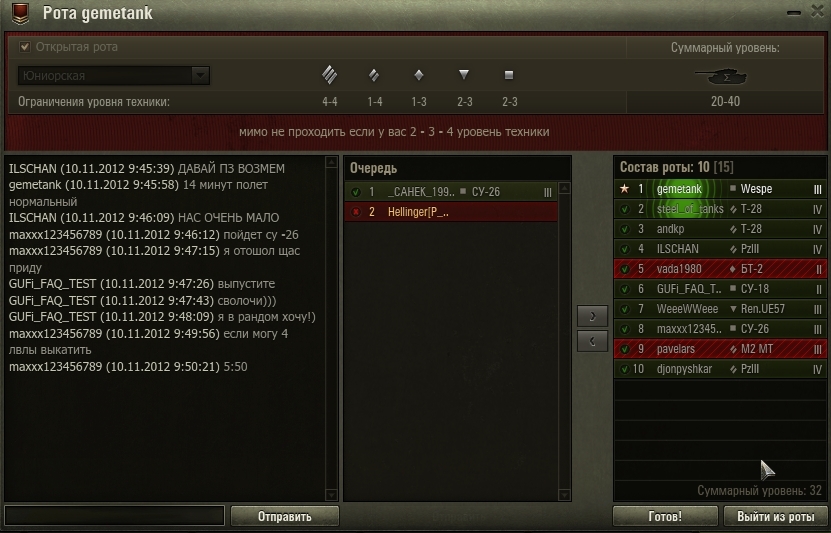 Рота gemetank
Открытая рота
Суммарный уровень:
Юниорская
Ограничения уровня техники:
4-4 1-4 1-3 2-3 2-3
20-40
мимо не проходить если у вас 2 - 3 - 4 уровень техники
ILSCHAN (10.11.2012 9:45:39) ДАВАЙ ПЗ ВОЗМЕМ
gemetank (10.11.2012 9:45:58) 14 минут полет
нормальный
ILSCHAN (10.11.2012 9:46:09) НАС ОЧЕНЬ МАЛО
maxxx123456789 (10.11.2012 9:46:12) пойдет су -26
maxxx123456789 (10.11.2012 9:47:15) я отошол щас
приду
GUFi_FAQ_TEST (10.11.2012 9:47:26) выпустите
GUFi_FAQ_TEST (10.11.2012 9:47:43) сволочи)))
GUFi_FAQ_TEST (10.11.2012 9:48:09) я в рандом хочу!)
maxxx123456789 (10.11.2012 9:49:56) если могу 4
лвлы выкатить
maxxx123456789 (10.11.2012 9:50:21) 5:50
Отправить
Очередь
1 _САНЕК_199.. СУ-26 III
2 Hellinger[P_..
Состав роты: 10 [15]
1 gemetank Wespe III
2 steel_of_tanks Т-28 IV
3 andkp Т-28 IV
4 ILSCHAN PzIII IV
5 vada1980 БТ-2 II
6 GUFi_FAQ_T.. СУ-18 II
7 WeeeWWeee Ren.UE57 III
8 maxxx12345.. СУ-26 III
9 pavelars M2 MT III
10 djonpyshkar PzIII IV
Суммарный уровень: 32
Готов!
Выйти из роты